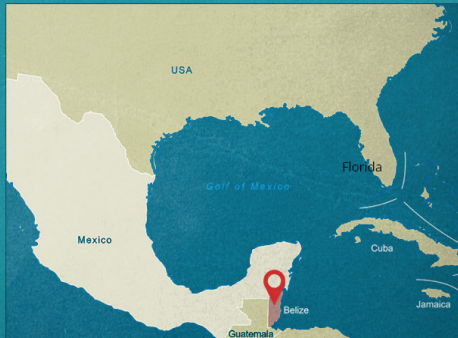 USA
Florida
Gulf of Mexico
Mexico
Cuba
Jamaica
Belize
Guatemala